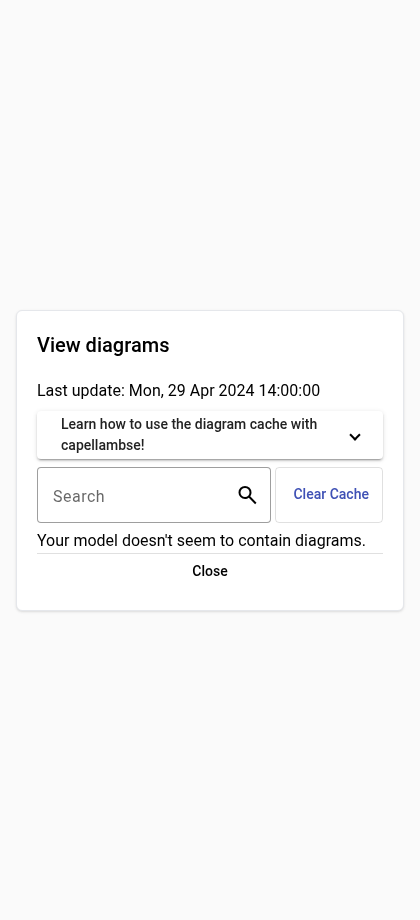 View diagrams
Last update: Mon, 29 Apr 2024 14:00:00
Learn how to use the diagram cache with
capellambse!
Search
Clear Cache
Your model doesn't seem to contain diagrams.
Close